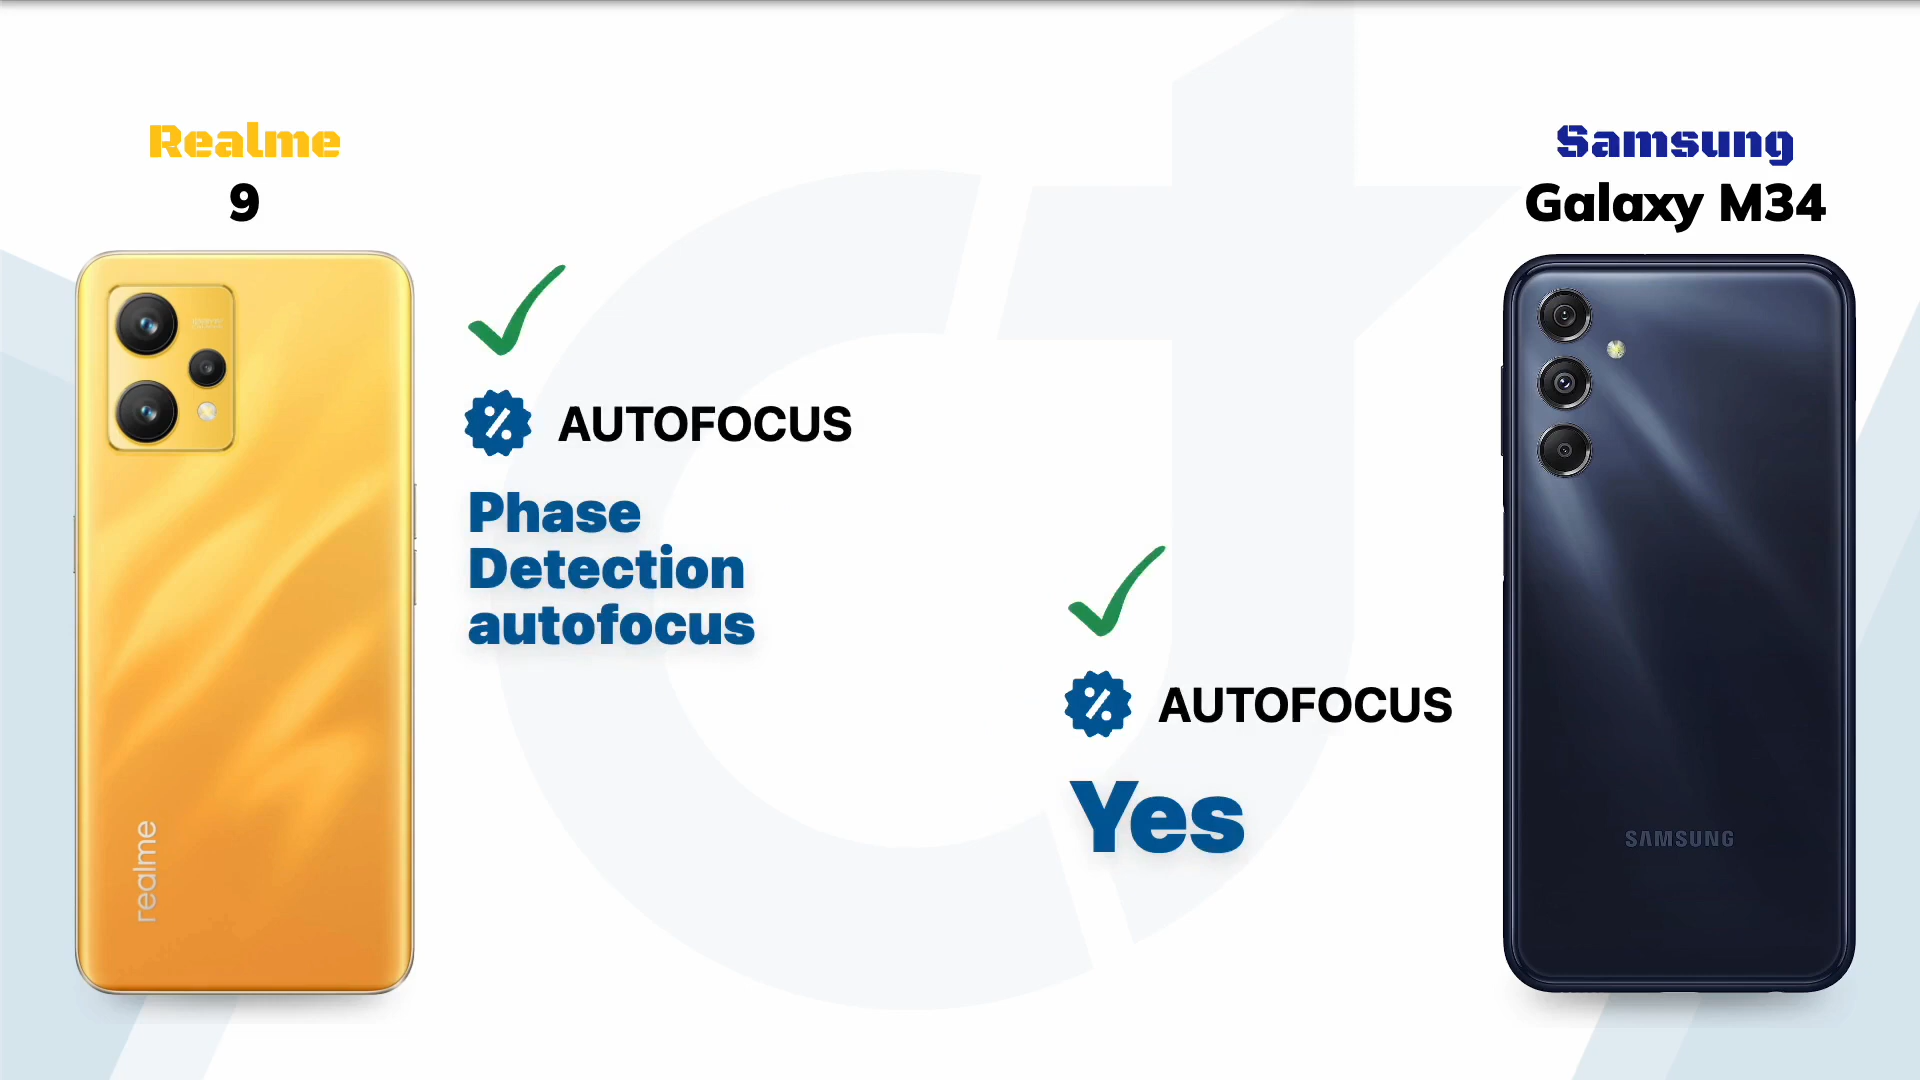 Realme
9
Samsung
Galaxy M34
AUTOFOCUS
Phase
Detection
autofocus
AUTOFOCUS
Yes
realme
SAMSUNG